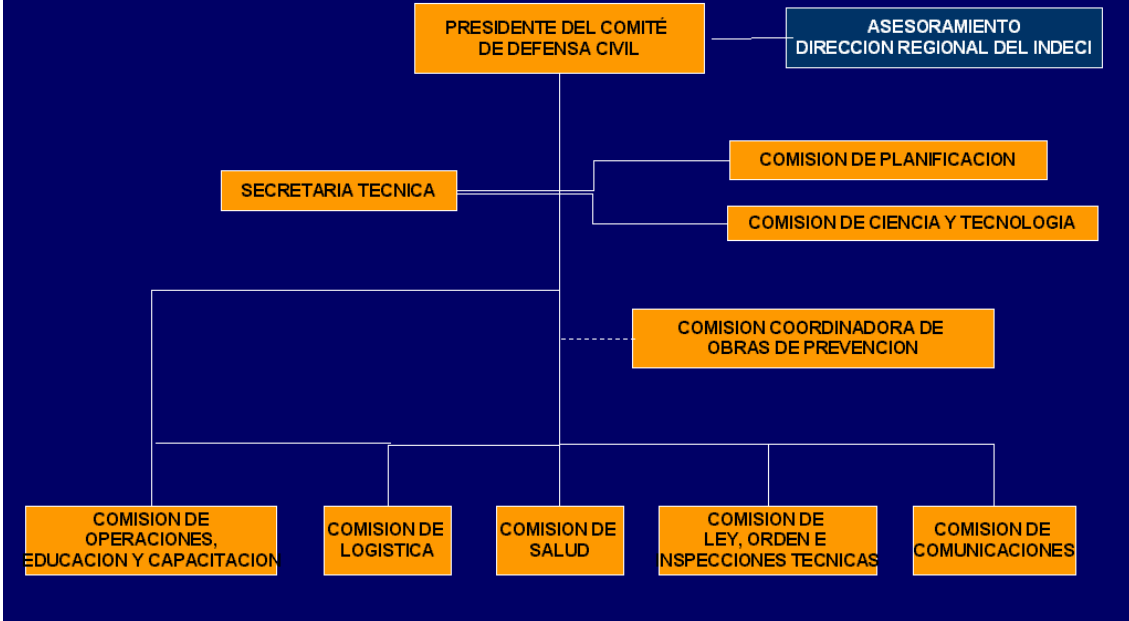 PRESIDENTE DEL COMITÉ
DE DEFENSA CIVIL
ASESORAMIENTO
DIRECCION REGIONAL DEL INDECI
COMISION DE PLANIFICACION
SECRETARIA TECNICA
COMISION DE CIENCIA Y TECNOLOGIA
COMISION COORDINADORA DE
OBRAS DE PREVENCION
COMISION DE
OPERACIONES,
EDUCACION Y CAPACITACION
COMISION DE
LOGISTICA
COMISION DE
SALUD
COMISION DE
LEY, ORDEN E
INSPECCIONES TECNICAS
COMISION DE
COMUNICACIONES